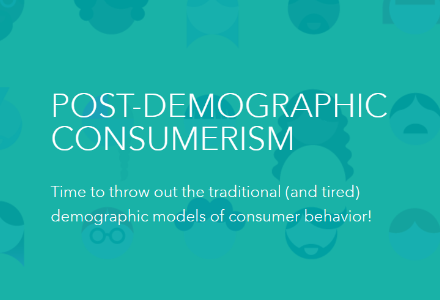 POST-DEMOGRAPHIC
CONSUMERISM
Time to throw out the traditional (and tired)
demographic models of consumer behavior!